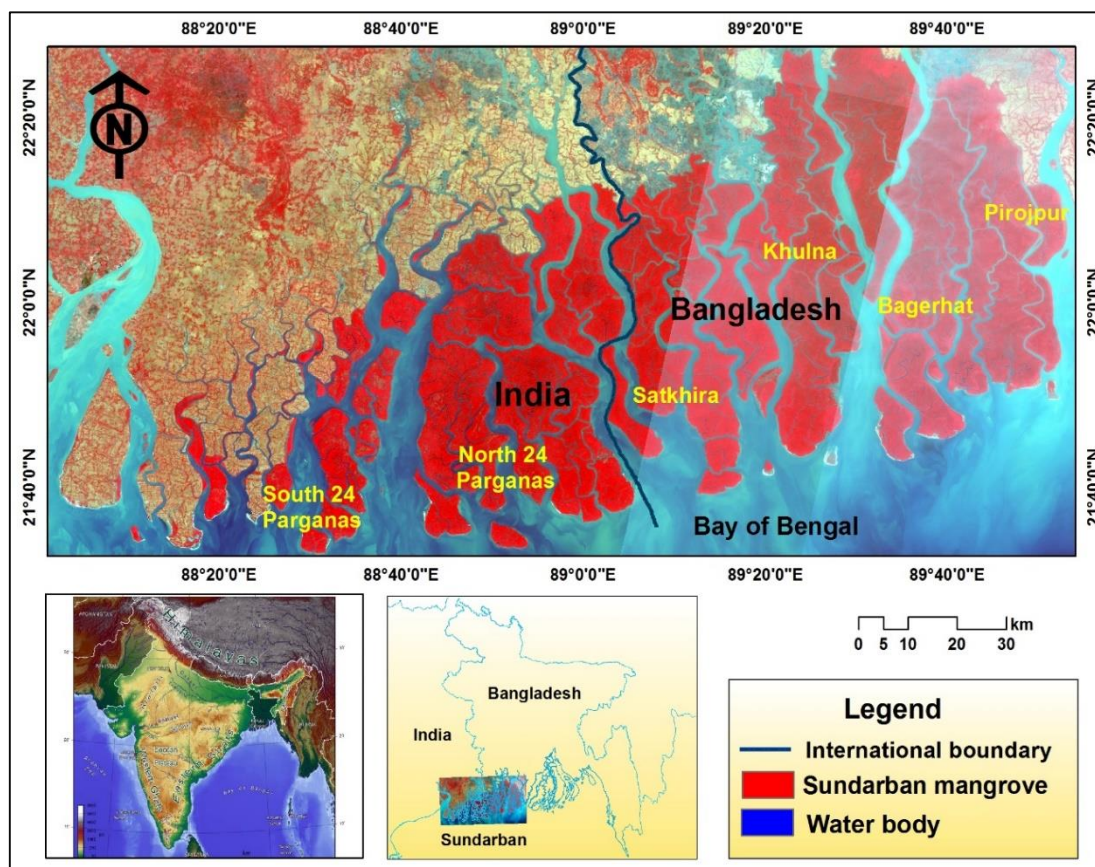 88°20'0"E 88°40'0"E 89°0'0"E 89°20'0"E 89°40'0"E
22°20'0"N
22°0'0"N
21°40'0"N
22°20'0"N
22°0'0"N
21°40'0"N
N
Pirojpur
Khulna
Bangladesh
Bagerhat
India
Satkhira
North 24
Parganas
South 24
Parganas
Bay of Bengal
88°20'0"E 88°40'0"E 89°0'0"E 89°20'0"E 89°40'0"E
Himalayas
Bay of Bengal
Bangladesh
India
Sundarban
km
0 5 10 20 30
Legend
International boundary
Sundarban mangrove
Water body